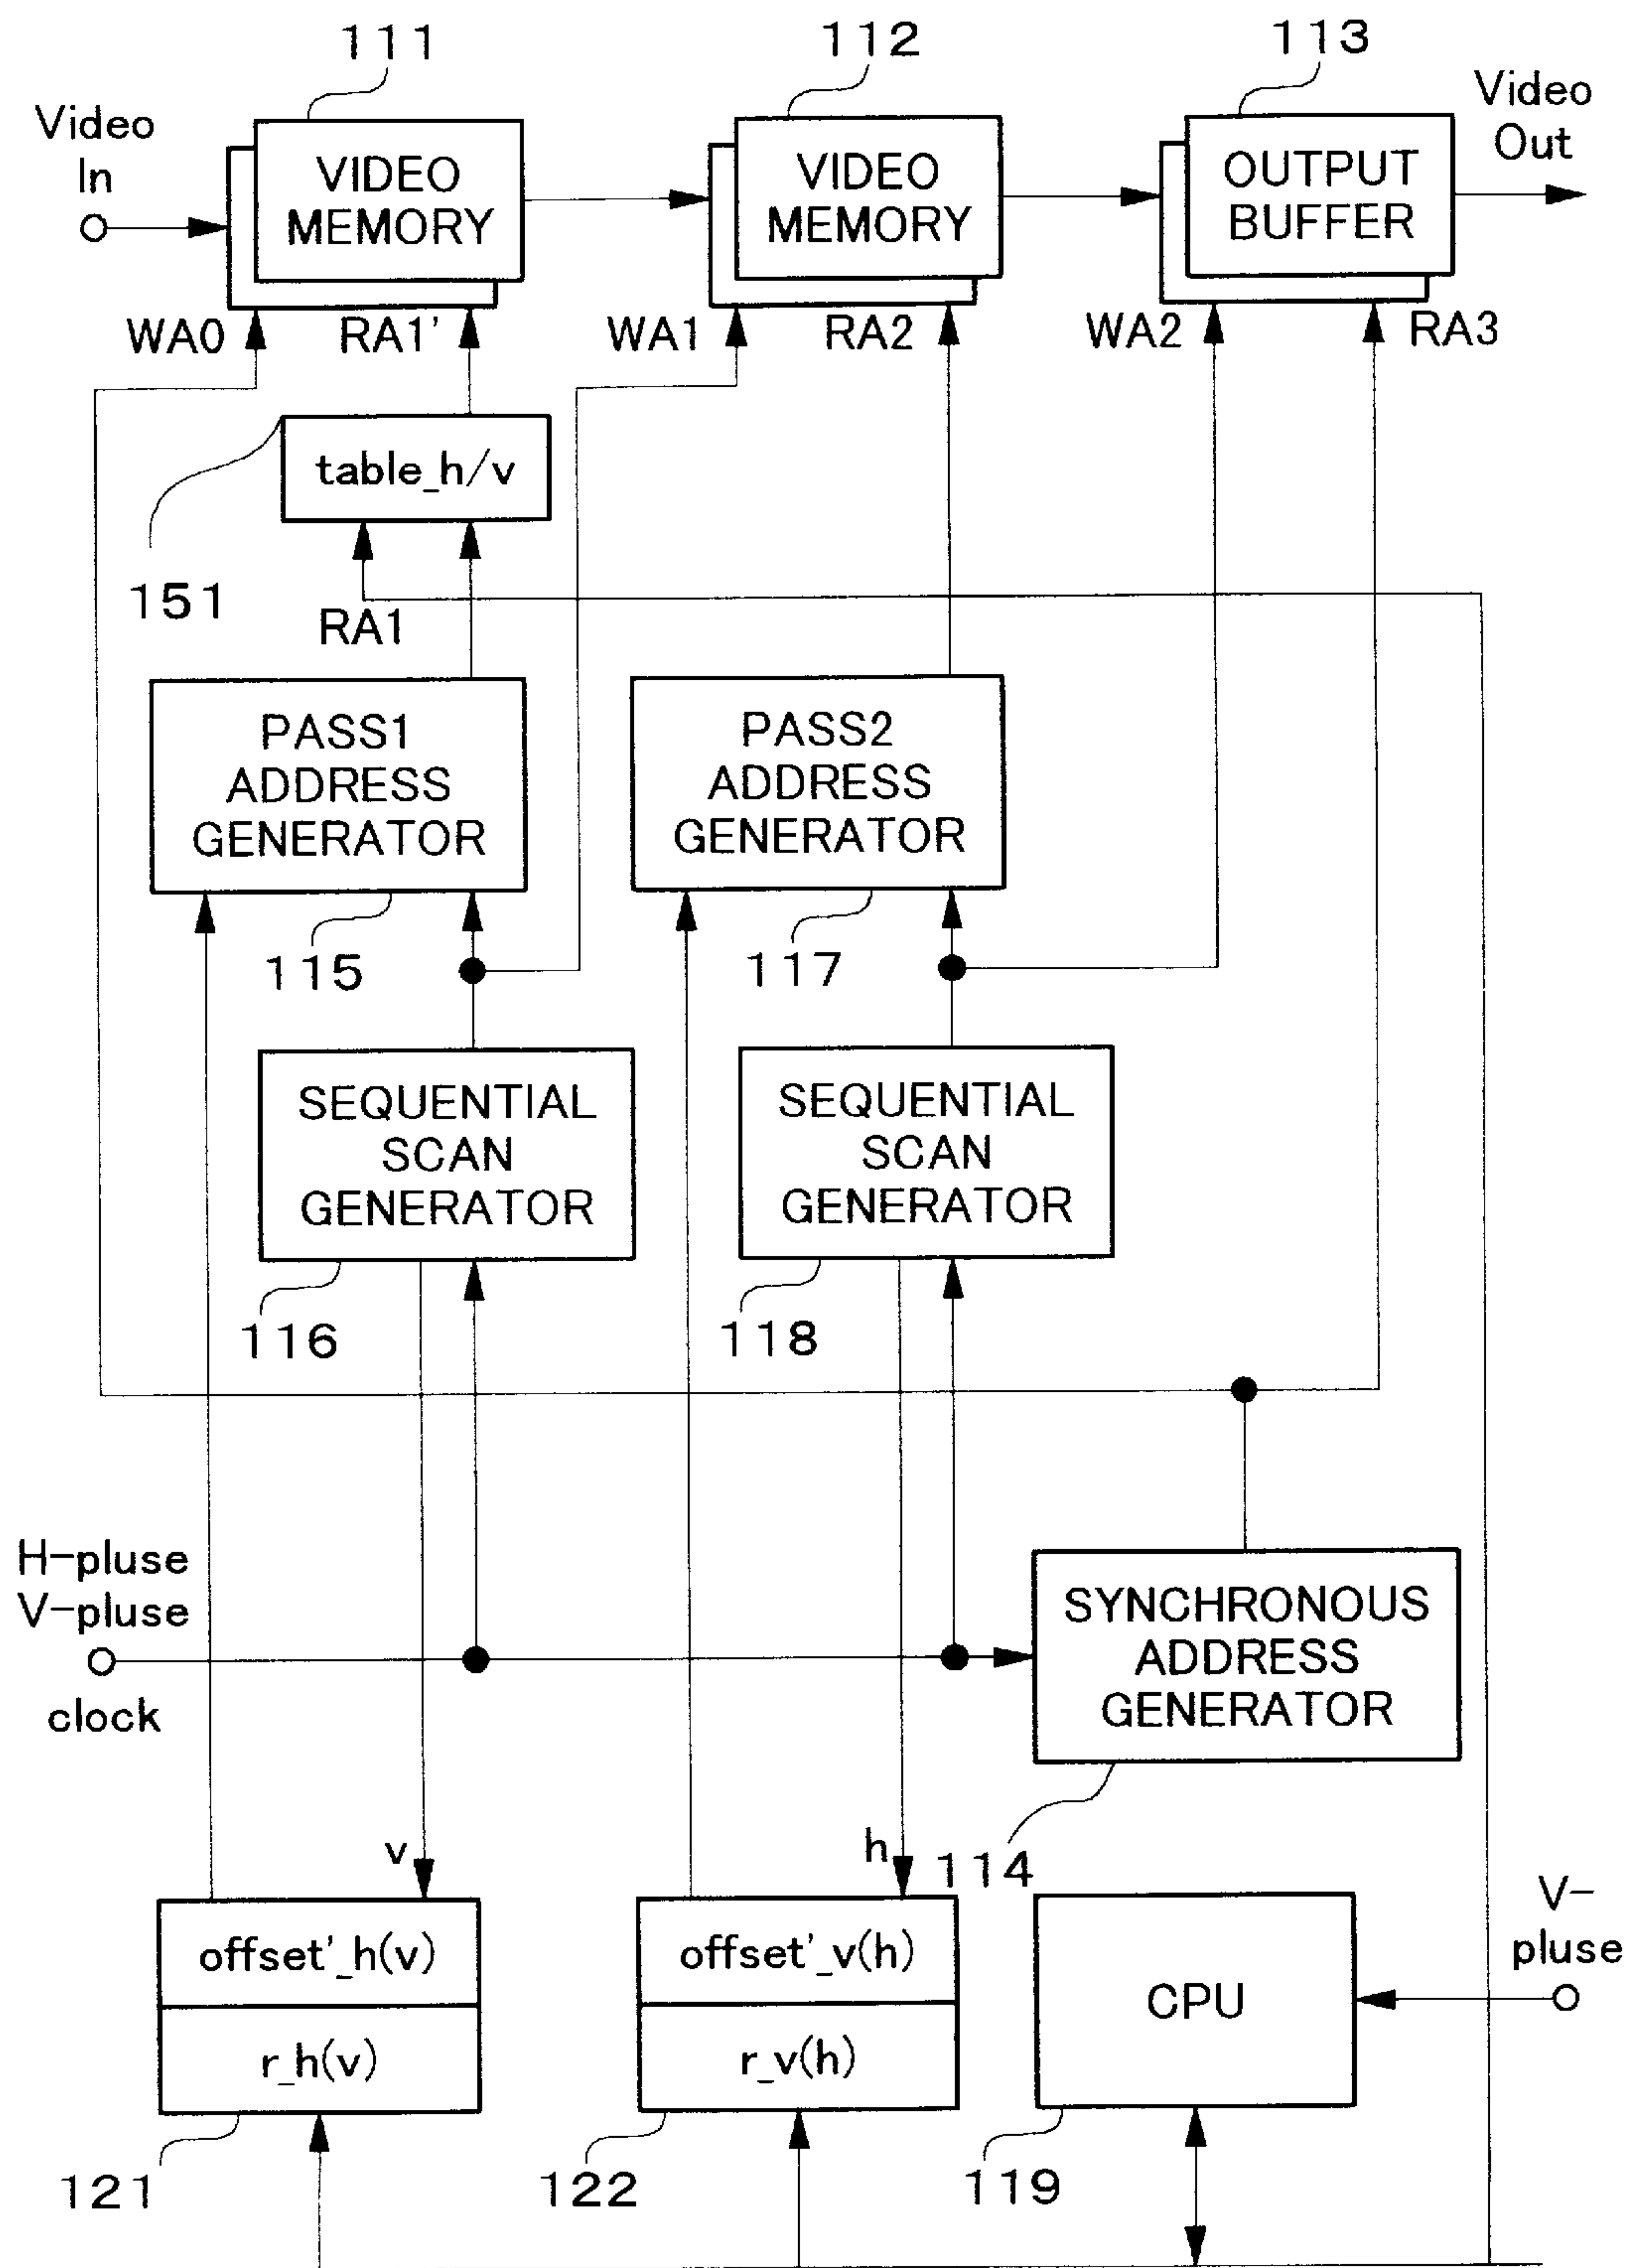 111
112
113
Video
In
VIDEO
MEMORY
VIDEO
MEMORY
OUTPUT
BUFFER
Video
Out
WA0
RA1'
WA1
RA2
WA2
RA3
table_h/v
151
RA1
PASS1
ADDRESS
GENERATOR
PASS2
ADDRESS
GENERATOR
115
117
SEQUENTIAL
SCAN
GENERATOR
SEQUENTIAL
SCAN
GENERATOR
116
118
H-pluse
V-pluse
clock
SYNCHRONOUS
ADDRESS
GENERATOR
114
v
h
offset'_h(v)
r_h(v)
offset'_v(h)
r_v(h)
CPU
V-
pluse
121
122
119